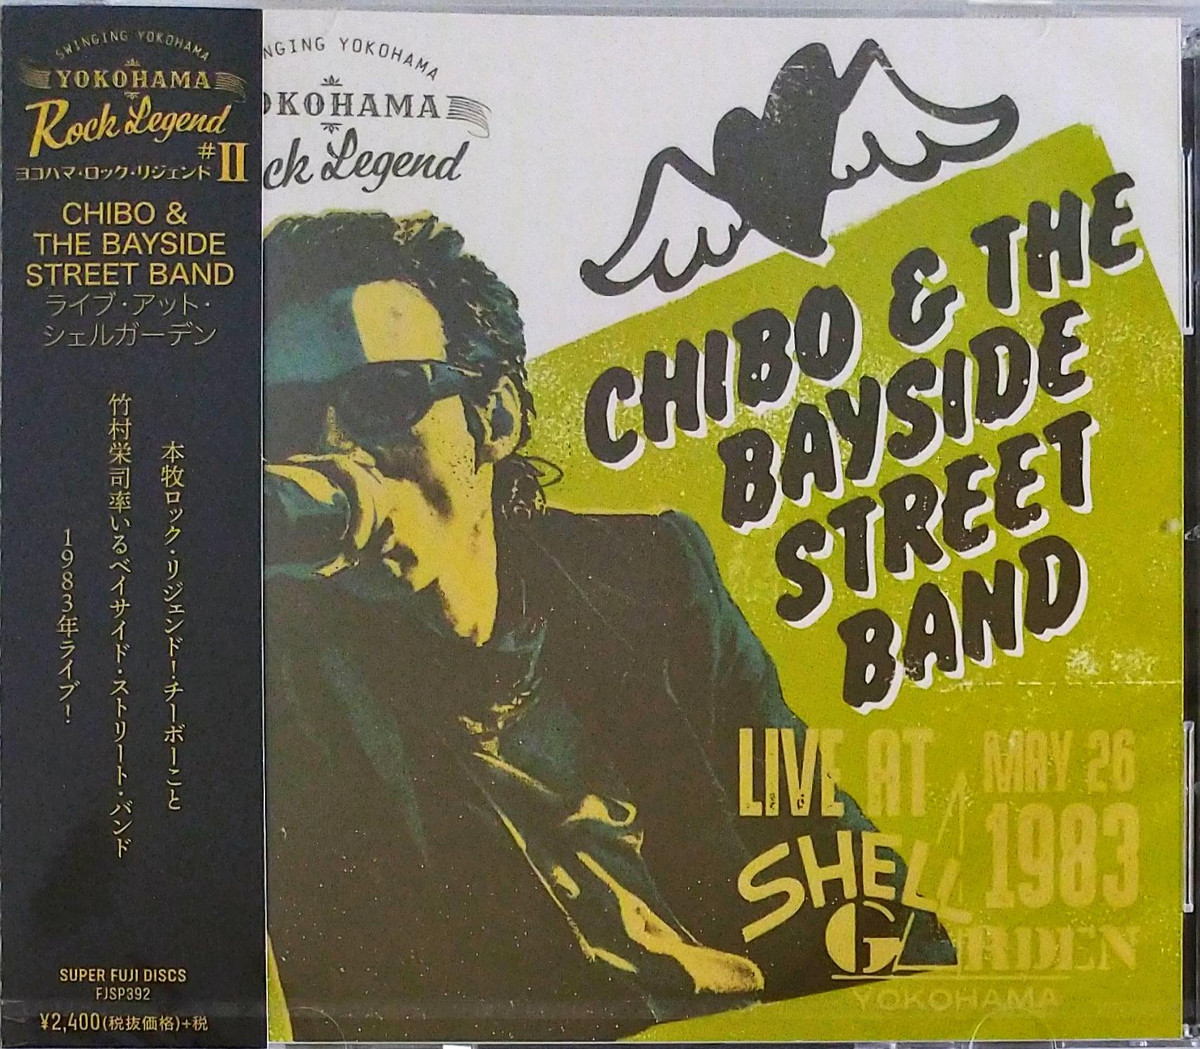 SWINGING YOKOHAMA
YOKOHAMA
Rock Legend
#II
ヨコハマ・ロック・リジェンド
CHIBO &
THE BAYSIDE
STREET BAND
ライブ・アット・
シェルガーデン
本牧ロック・リジェンド！チーボーこと
竹村栄司率いるベイサイド・ストリート・バンド
1983年ライブ！
SUPER FUJI DISCS
FJSP392
¥2,400(税抜価格)+税
NGING YOKOHAMA
OKOHAMA
ck Legend
CHIBO & THE
BAYSIDE
STREET
BAND
LIVE AT
SHELL
GARDEN
YOKOHAMA
MAY 26
1983